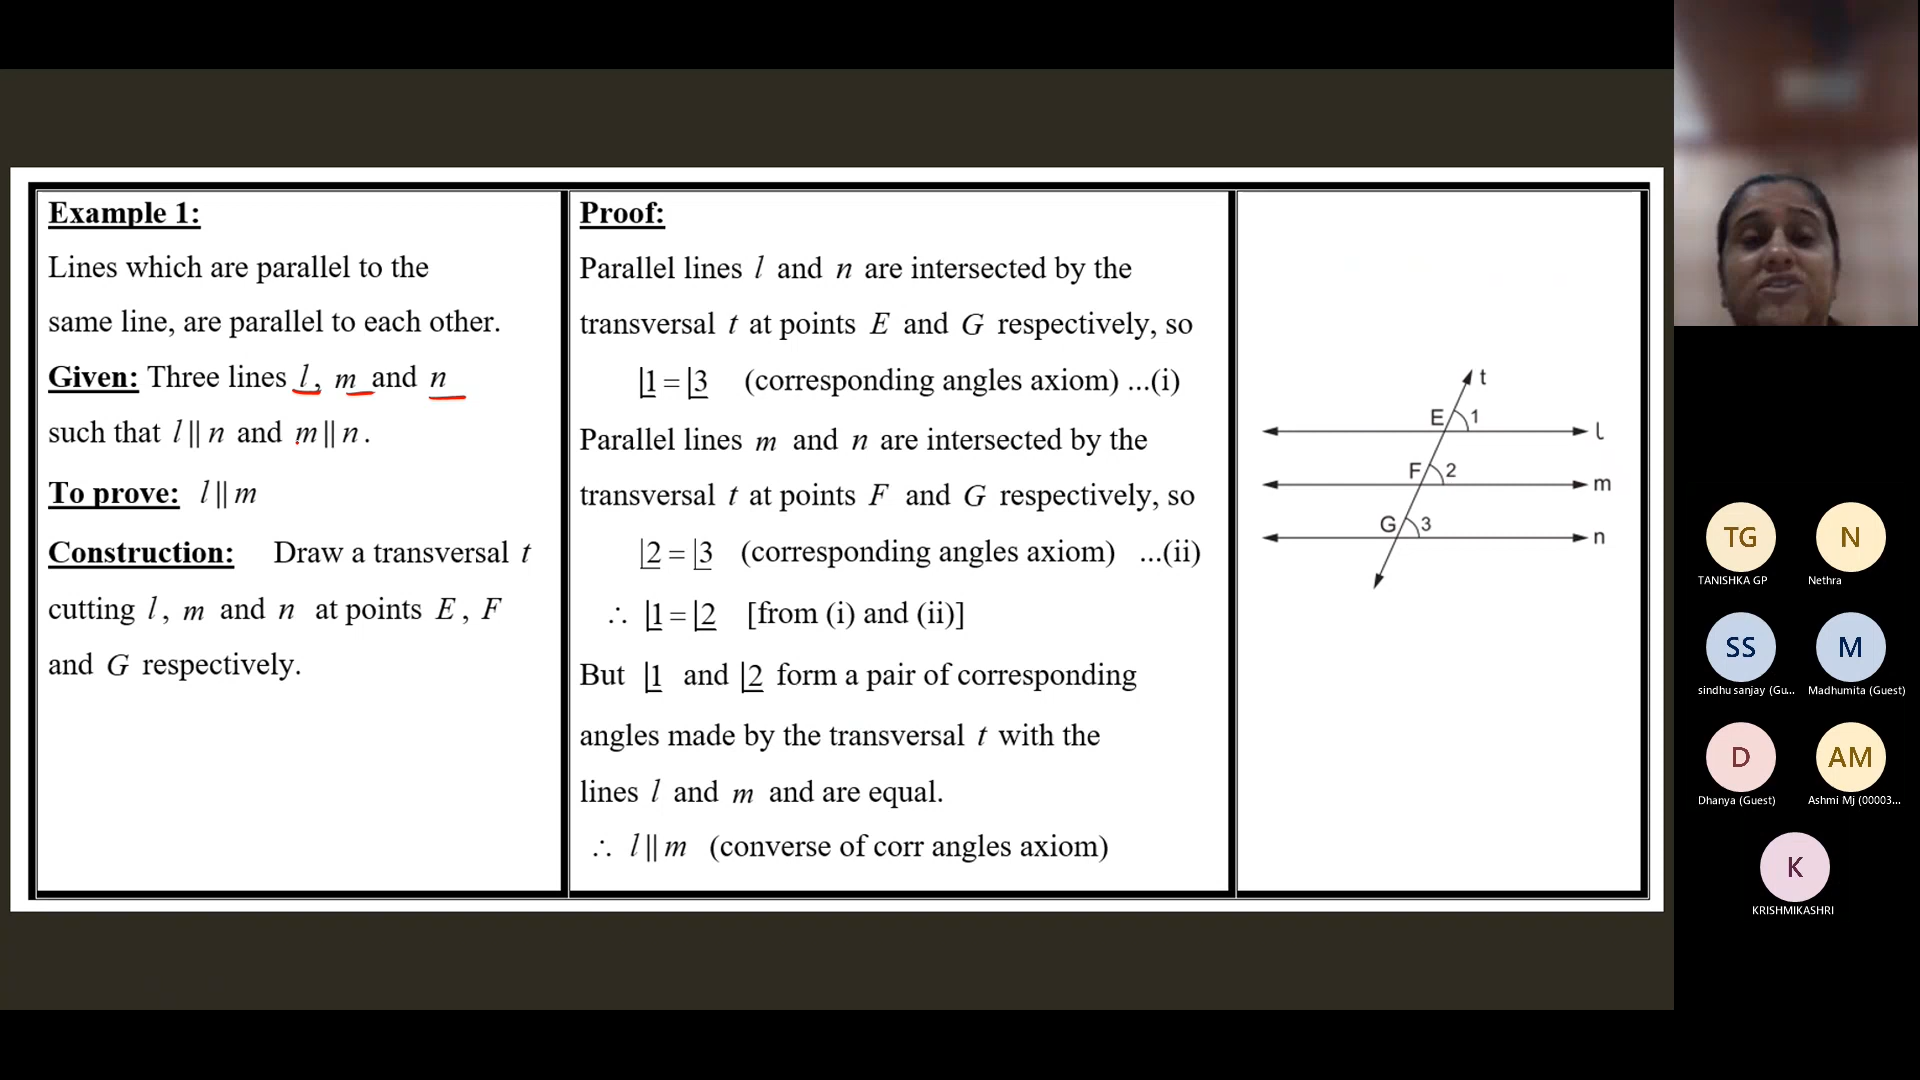 Example 1:
Lines which are parallel to the
same line, are parallel to each other.
Given: Three lines l, m and n
such that l || n and m || n.
To prove: l || m
Construction: Draw a transversal t
cutting l, m and n at points E, F
and G respectively.
Proof:
Parallel lines l and n are intersected by the
transversal t at points E and G respectively, so
⌊1 = ⌊3 (corresponding angles axiom) ...(i)
Parallel lines m and n are intersected by the
transversal t at points F and G respectively, so
⌊2 = ⌊3 (corresponding angles axiom) ...(ii)
∴ ⌊1 = ⌊2 [from (i) and (ii)]
But ⌊1 and ⌊2 form a pair of corresponding
angles made by the transversal t with the
lines l and m and are equal.
∴ l || m (converse of corr angles axiom)
t
E 1
l
F 2
m
G 3
n
TG N
TANISHKA GP Nethra
SS M
sindhu sanjay (Gu... Madhumita (Guest)
D AM
Dhanya (Guest) Ashmi Mj (00003...
K
KRISHMIKASHRI